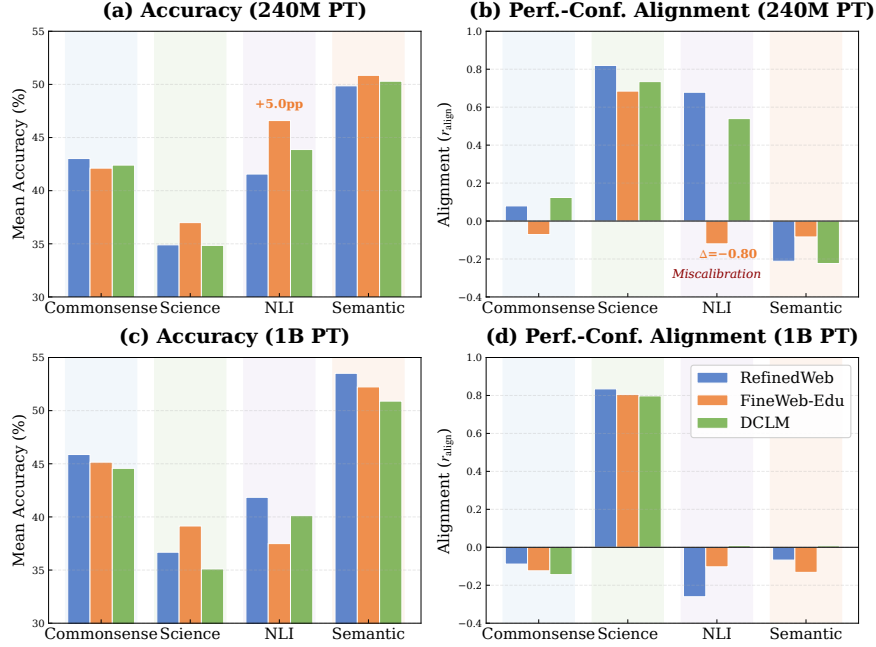 (a) Accuracy (240M PT)
Mean Accuracy (%)
55
50
45
40
35
30
+5.0pp
Commonsense Science NLI Semantic
(b) Perf.-Conf. Alignment (240M PT)
Alignment (r_align)
1.0
0.8
0.6
0.4
0.2
0.0
−0.2
−0.4
Δ=−0.80
Miscalibration
Commonsense Science NLI Semantic
(c) Accuracy (1B PT)
Mean Accuracy (%)
55
50
45
40
35
30
Commonsense Science NLI Semantic
(d) Perf.-Conf. Alignment (1B PT)
Alignment (r_align)
1.0
0.8
0.6
0.4
0.2
0.0
−0.2
−0.4
RefinedWeb
FineWeb-Edu
DCLM
Commonsense Science NLI Semantic